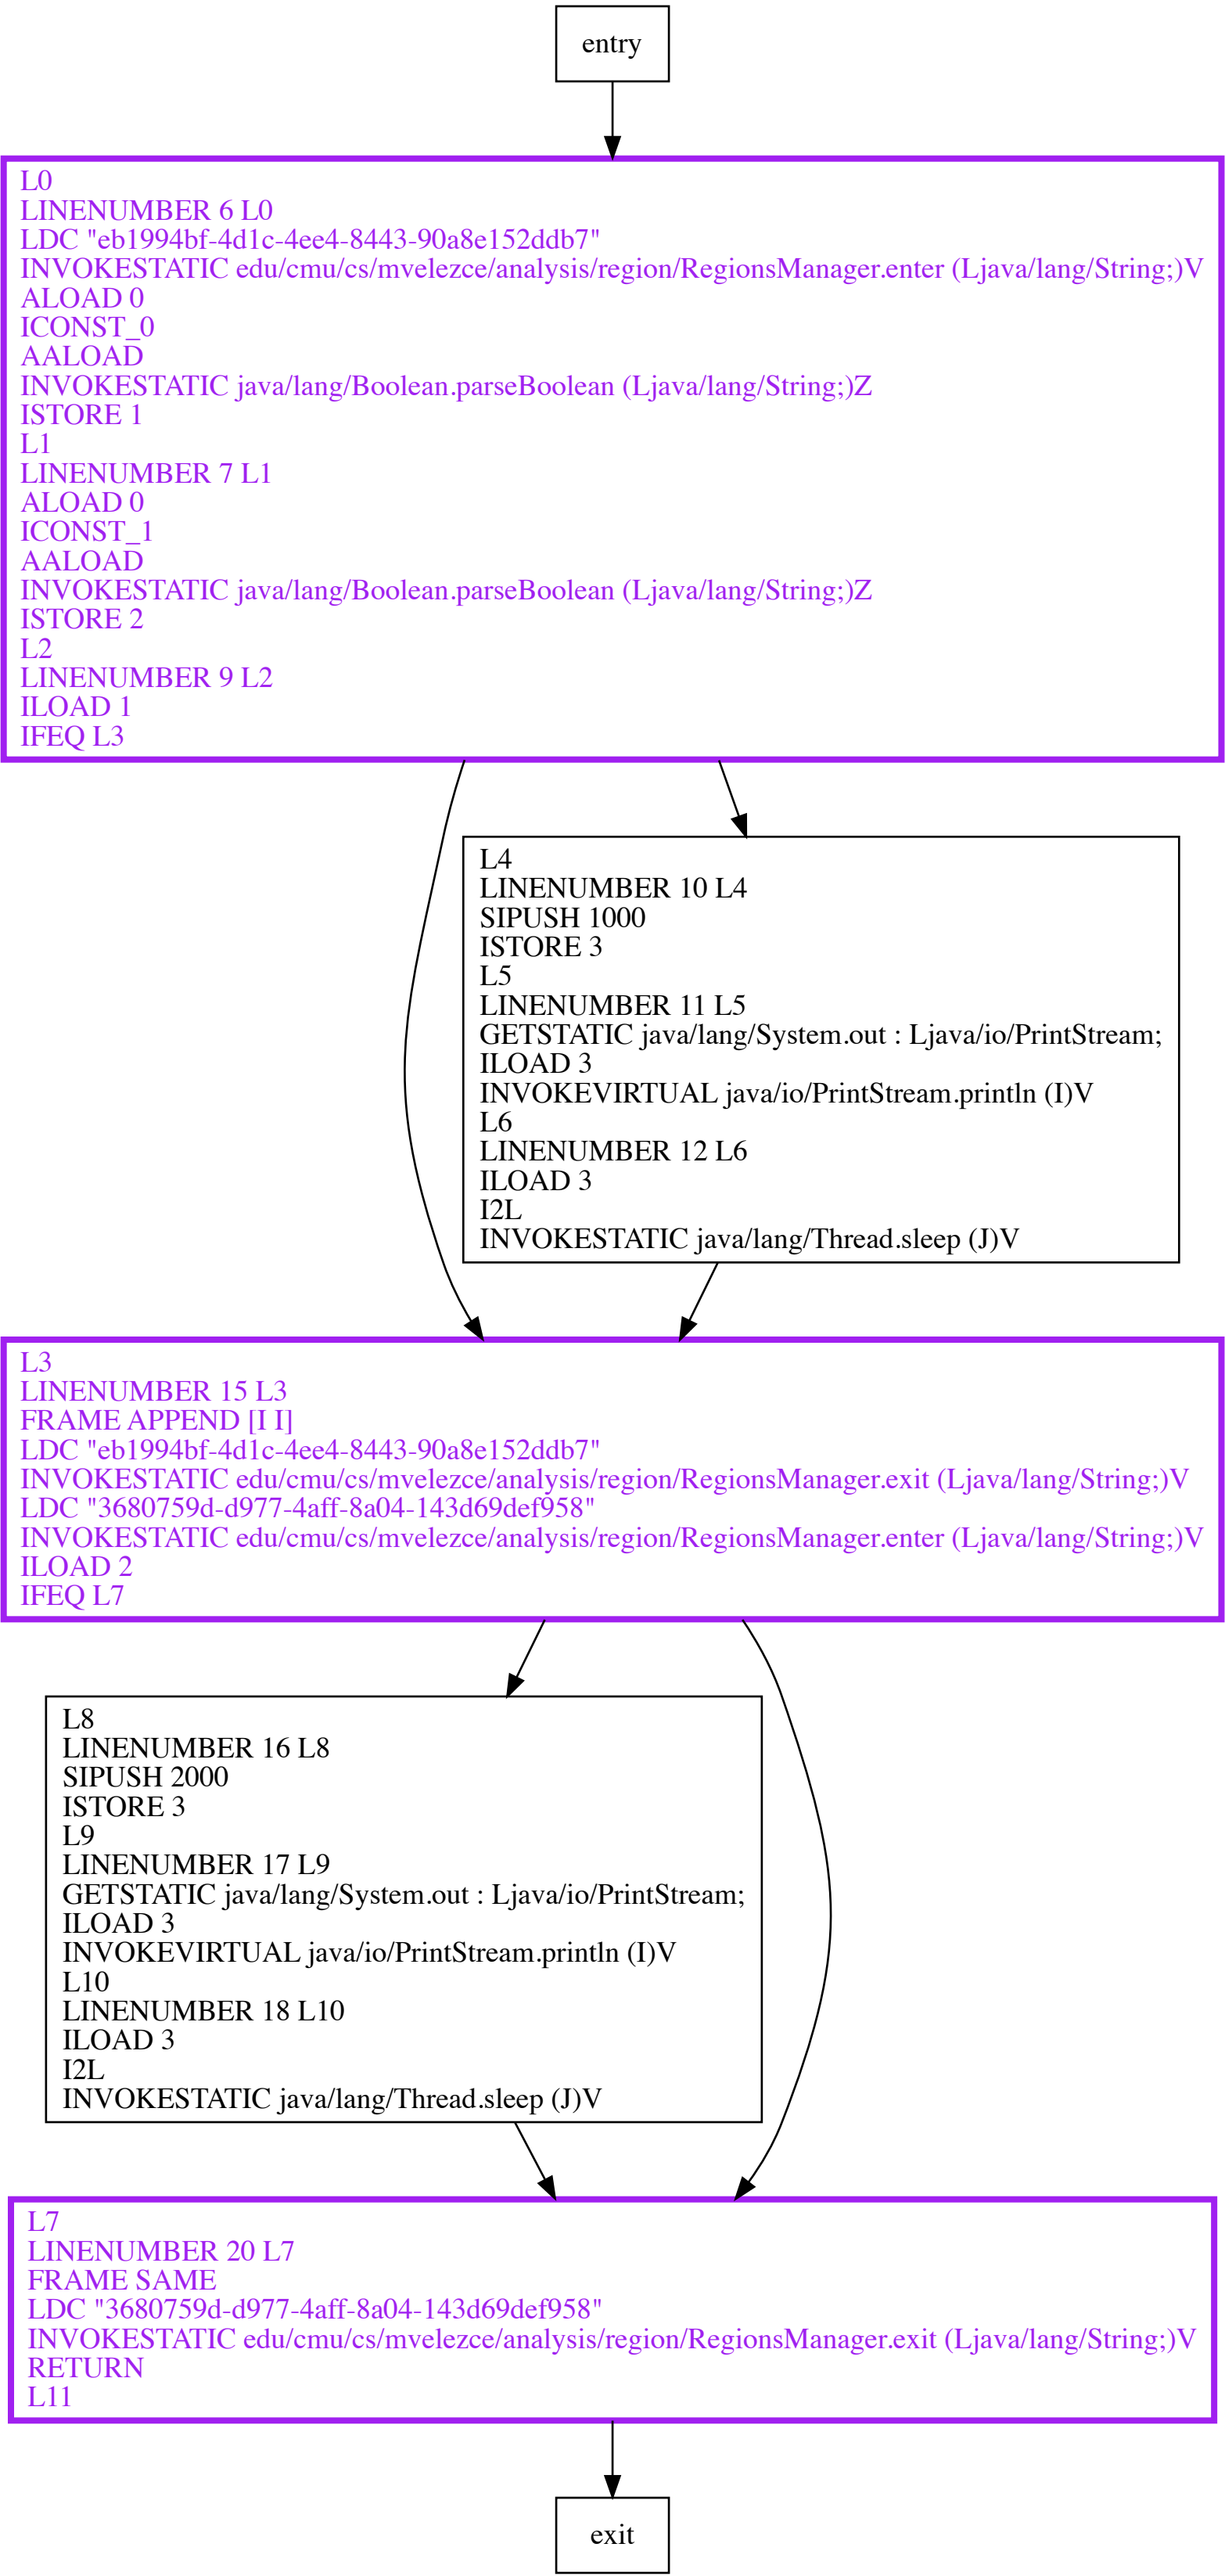 entry
L0
LINENUMBER 6 L0
LDC "eb1994bf-4d1c-4ee4-8443-90a8e152ddb7"
INVOKESTATIC edu/cmu/cs/mvelezce/analysis/region/RegionsManager.enter (Ljava/lang/String;)V
ALOAD 0
ICONST_0
AALOAD
INVOKESTATIC java/lang/Boolean.parseBoolean (Ljava/lang/String;)Z
ISTORE 1
L1
LINENUMBER 7 L1
ALOAD 0
ICONST_1
AALOAD
INVOKESTATIC java/lang/Boolean.parseBoolean (Ljava/lang/String;)Z
ISTORE 2
L2
LINENUMBER 9 L2
ILOAD 1
IFEQ L3
L4
LINENUMBER 10 L4
SIPUSH 1000
ISTORE 3
L5
LINENUMBER 11 L5
GETSTATIC java/lang/System.out : Ljava/io/PrintStream;
ILOAD 3
INVOKEVIRTUAL java/io/PrintStream.println (I)V
L6
LINENUMBER 12 L6
ILOAD 3
I2L
INVOKESTATIC java/lang/Thread.sleep (J)V
L3
LINENUMBER 15 L3
FRAME APPEND [I I]
LDC "eb1994bf-4d1c-4ee4-8443-90a8e152ddb7"
INVOKESTATIC edu/cmu/cs/mvelezce/analysis/region/RegionsManager.exit (Ljava/lang/String;)V
LDC "3680759d-d977-4aff-8a04-143d69def958"
INVOKESTATIC edu/cmu/cs/mvelezce/analysis/region/RegionsManager.enter (Ljava/lang/String;)V
ILOAD 2
IFEQ L7
L8
LINENUMBER 16 L8
SIPUSH 2000
ISTORE 3
L9
LINENUMBER 17 L9
GETSTATIC java/lang/System.out : Ljava/io/PrintStream;
ILOAD 3
INVOKEVIRTUAL java/io/PrintStream.println (I)V
L10
LINENUMBER 18 L10
ILOAD 3
I2L
INVOKESTATIC java/lang/Thread.sleep (J)V
L7
LINENUMBER 20 L7
FRAME SAME
LDC "3680759d-d977-4aff-8a04-143d69def958"
INVOKESTATIC edu/cmu/cs/mvelezce/analysis/region/RegionsManager.exit (Ljava/lang/String;)V
RETURN
L11
exit